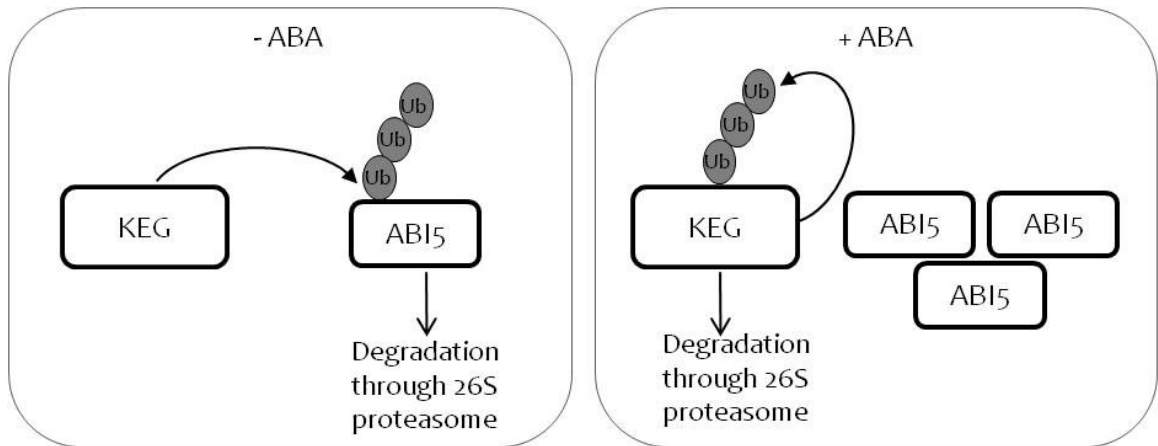 - ABA
Ub
Ub
Ub
KEG
ABI5
Degradation
through 26S
proteasome
+ ABA
Ub
Ub
Ub
KEG
ABI5
ABI5
ABI5
Degradation
through 26S
proteasome